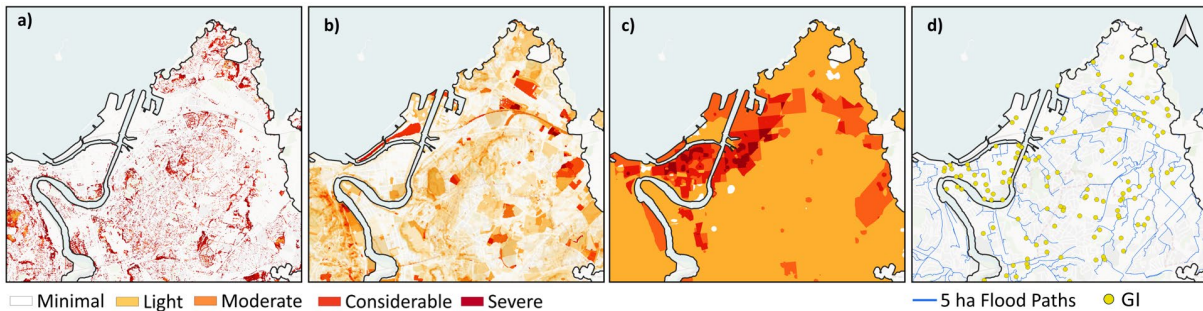 a) b) c) d)
Minimal Light Moderate Considerable Severe 5 ha Flood Paths GI